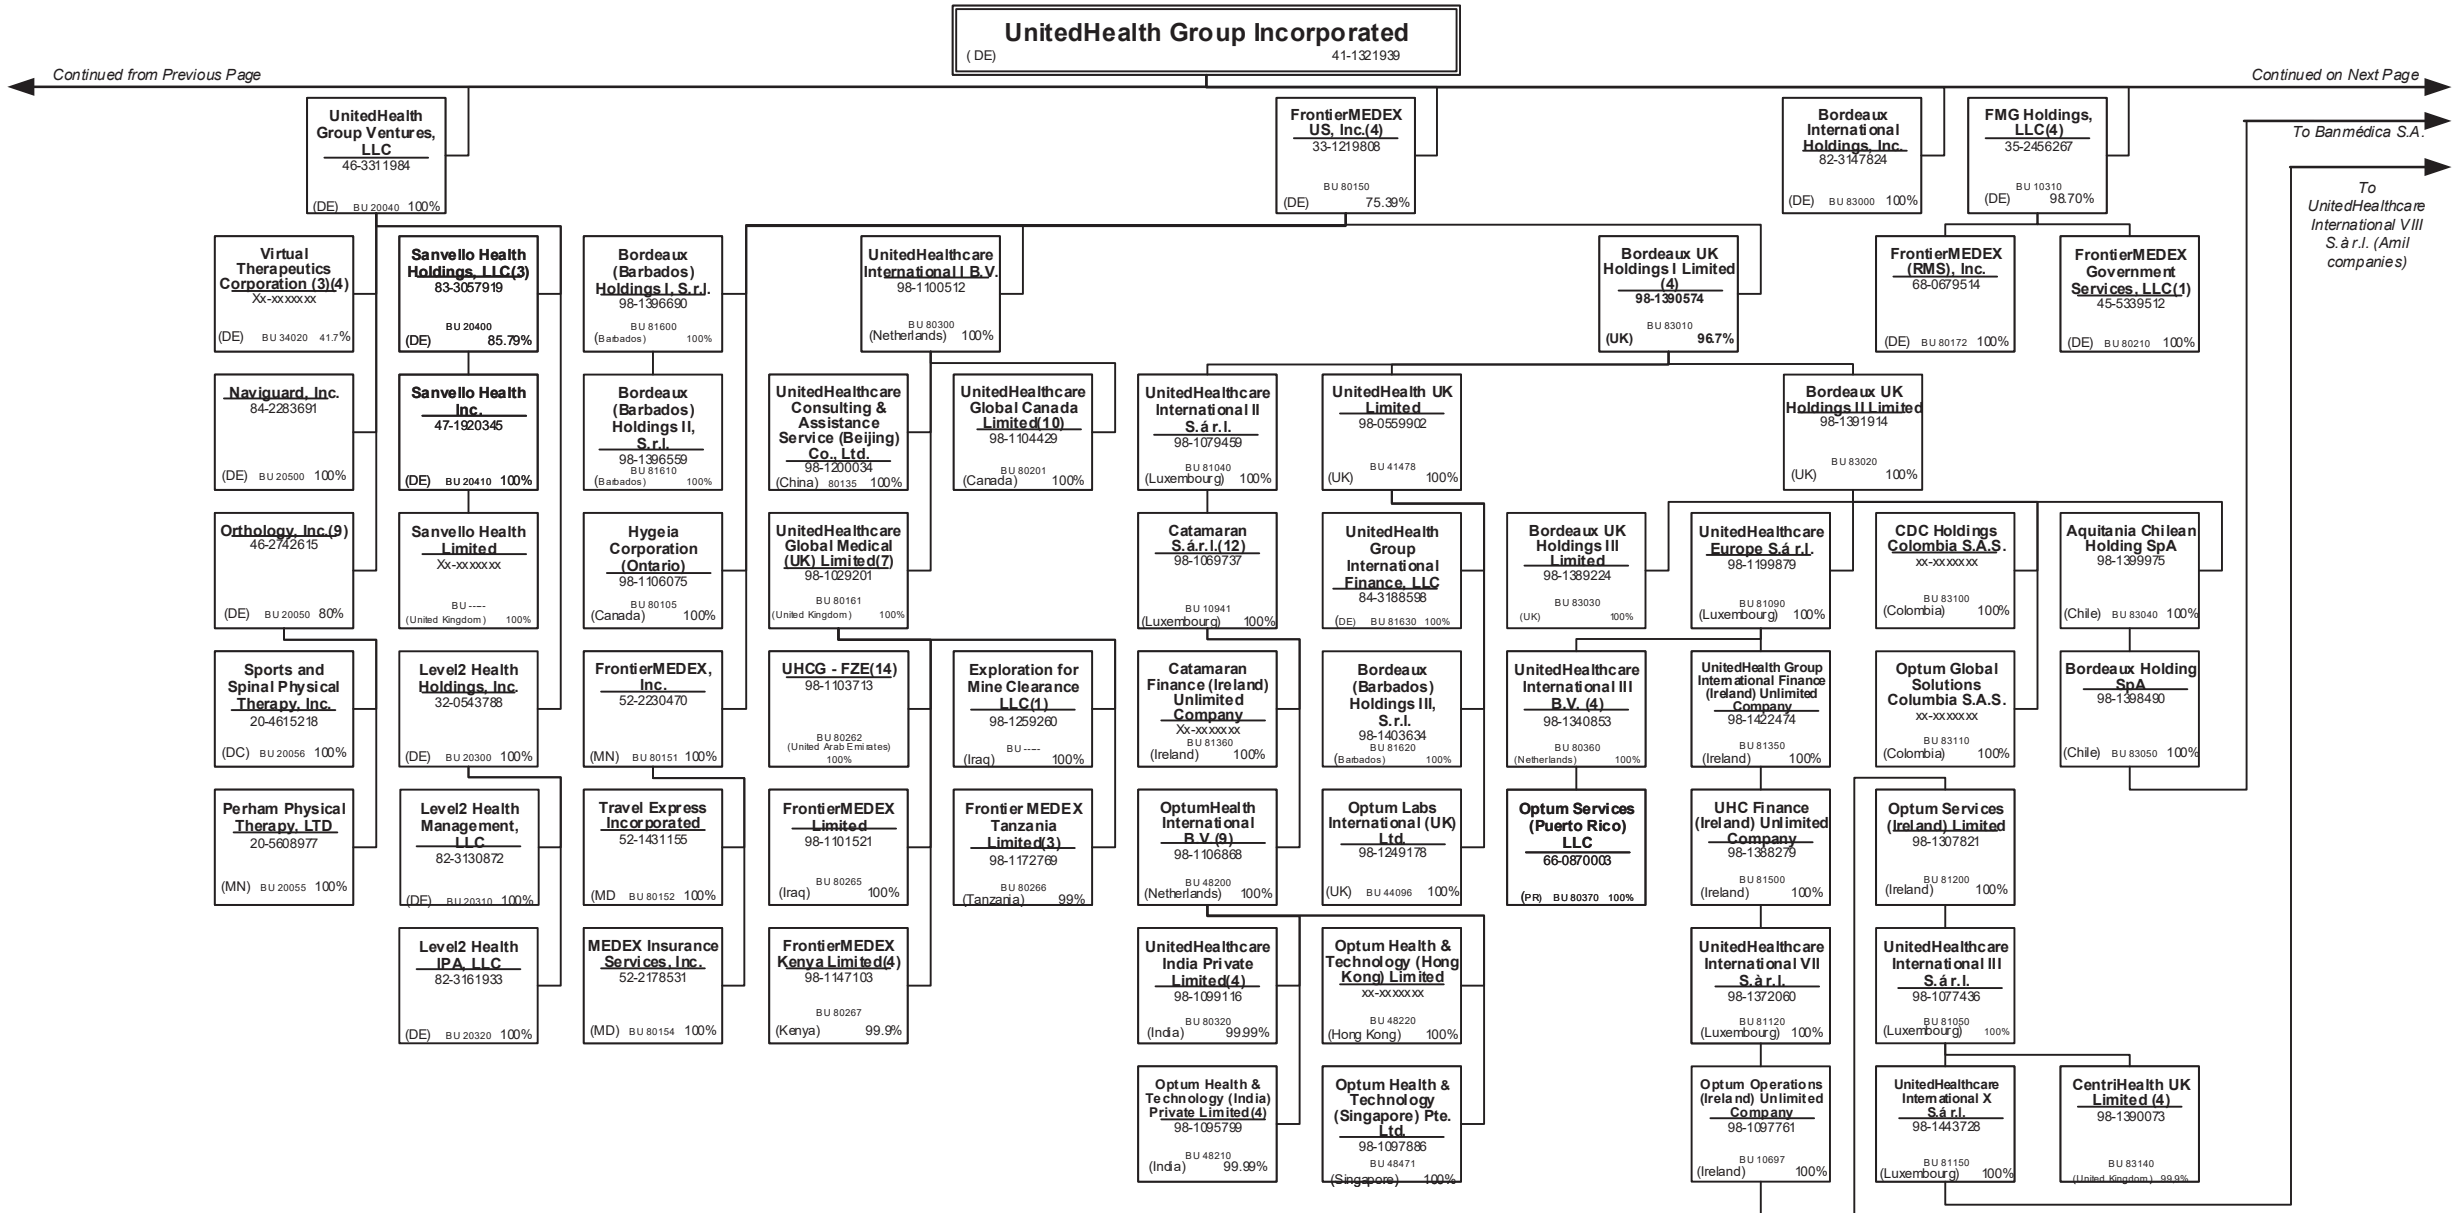 UnitedHealth Group Incorporated
( DE) 41-1321939
Continued from Previous Page
Continued on Next Page
UnitedHealth
Group Ventures,
LLC
46-3311984
(DE) BU 20040 100%
FrontierMEDEX
US, Inc.(4)
33-1219808
BU 80150
(DE) 75.39%
Bordeaux
International
Holdings, Inc.
82-3147824
(DE) BU 83000 100%
FMG Holdings,
LLC(4)
35-2456267
BU 10310
(DE) 98.70%
To Banmédica S.A.
To
UnitedHealthcare
International VIII
S.à r.l. (Amil
companies)
Virtual
Therapeutics
Corporation (3)(4)
Xx-xxxxxxx
(DE) BU 34020 41.7%
Sanvello Health
Holdings, LLC(3)
83-3057919
BU 20400
(DE) 85.79%
Bordeaux
(Barbados)
Holdings I, S.r.l.
98-1396690
BU 81600
(Barbados) 100%
UnitedHealthcare
International I B.V.
98-1100512
BU 80300
(Netherlands) 100%
Bordeaux UK
Holdings I Limited
(4)
98-1390574
BU 83010
(UK) 96.7%
FrontierMEDEX
(RMS), Inc.
68-0679514
(DE) BU 80172 100%
FrontierMEDEX
Government
Services, LLC(1)
45-5339512
(DE) BU 80210 100%
Naviguard, Inc.
84-2283691
(DE) BU 20500 100%
Sanvello Health
Inc.
47-1920345
(DE) BU 20410 100%
Bordeaux
(Barbados)
Holdings II,
S.r.l.
98-1396559
BU 81610
(Barbados) 100%
UnitedHealthcare
Consulting &
Assistance
Service (Beijing)
Co., Ltd.
98-1200034
(China) 80135 100%
UnitedHealthcare
Global Canada
Limited(10)
98-1104429
BU 80201
(Canada) 100%
UnitedHealthcare
International II
S.á r.l.
98-1079459
BU 81040
(Luxembourg) 100%
UnitedHealth UK
Limited
98-0559902
BU 41478
(UK) 100%
Bordeaux UK
Holdings II Limited
98-1391914
BU 83020
(UK) 100%
Orthology, Inc.(9)
46-2742615
(DE) BU 20050 80%
Sanvello Health
Limited
Xx-xxxxxxx
BU -----
(United Kingdom) 100%
Hygeia
Corporation
(Ontario)
98-1106075
BU 80105
(Canada) 100%
UnitedHealthcare
Global Medical
(UK) Limited(7)
98-1029201
BU 80161
(United Kingdom) 100%
Catamaran
S.á r.l.(12)
98-1069737
BU 10941
(Luxembourg) 100%
UnitedHealth
Group
International
Finance, LLC
84-3188598
(DE) BU 81630 100%
Bordeaux UK
Holdings III
Limited
98-1389224
BU 83030
(UK) 100%
UnitedHealthcare
Europe S.á r.l.
98-1199879
BU 81090
(Luxembourg) 100%
CDC Holdings
Colombia S.A.S.
xx-xxxxxxx
BU 83100
(Colombia) 100%
Aquitania Chilean
Holding SpA
98-1399975
(Chile) BU 83040 100%
Sports and
Spinal Physical
Therapy, Inc.
20-4615218
(DC) BU 20056 100%
Level2 Health
Holdings, Inc.
32-0543788
(DE) BU 20300 100%
FrontierMEDEX,
Inc.
52-2230470
(MN) BU 80151 100%
UHCG - FZE(14)
98-1103713
BU 80262
(United Arab Emirates)
100%
Exploration for
Mine Clearance
LLC(1)
98-1259260
BU -----
(Iraq) 100%
Catamaran
Finance (Ireland)
Unlimited
Company
Xx-xxxxxxx
BU 81360
(Ireland) 100%
Bordeaux
(Barbados)
Holdings III,
S.r.l.
98-1403634
BU 81620
(Barbados) 100%
UnitedHealthcare
International III
B.V. (4)
98-1340853
BU 80360
(Netherlands) 100%
UnitedHealth Group
International Finance
(Ireland) Unlimited
Company
98-1422474
BU 81350
(Ireland) 100%
Optum Global
Solutions
Columbia S.A.S.
xx-xxxxxxx
BU 83110
(Colombia) 100%
Bordeaux Holding
SpA
98-1398490
(Chile) BU 83050 100%
Perham Physical
Therapy, LTD
20-5608977
(MN) BU 20055 100%
Level2 Health
Management,
LLC
82-3130872
(DE) BU 20310 100%
Travel Express
Incorporated
52-1431155
(MD BU 80152 100%
FrontierMEDEX
Limited
98-1101521
BU 80265
(Iraq) 100%
Frontier MEDEX
Tanzania
Limited(3)
98-1172769
BU 80266
(Tanzania) 99%
OptumHealth
International
B.V.(9)
98-1106868
BU 48200
(Netherlands) 100%
Optum Labs
International (UK)
Ltd.
98-1249178
(UK) BU 44096 100%
Optum Services
(Puerto Rico)
LLC
66-0870003
(PR) BU 80370 100%
UHC Finance
(Ireland) Unlimited
Company
98-1388279
BU 81500
(Ireland) 100%
Optum Services
(Ireland) Limited
98-1307821
BU 81200
(Ireland) 100%
Level2 Health
IPA, LLC
82-3161933
(DE) BU 20320 100%
MEDEX Insurance
Services, Inc.
52-2178531
(MD) BU 80154 100%
FrontierMEDEX
Kenya Limited(4)
98-1147103
BU 80267
(Kenya) 99.9%
UnitedHealthcare
India Private
Limited(4)
98-1099116
BU 80320
(India) 99.99%
Optum Health &
Technology (Hong
Kong) Limited
xx-xxxxxxx
BU 48220
(Hong Kong) 100%
UnitedHealthcare
International VII
S.à r.l.
98-1372060
BU 81120
(Luxembourg) 100%
UnitedHealthcare
International III
S.á r.l.
98-1077436
BU 81050
(Luxembourg) 100%
Optum Health &
Technology (India)
Private Limited(4)
98-1095799
BU 48210
(India) 99.99%
Optum Health &
Technology
(Singapore) Pte.
Ltd.
98-1097886
BU 48471
(Singapore) 100%
Optum Operations
(Ireland) Unlimited
Company
98-1097761
BU 10697
(Ireland) 100%
UnitedHealthcare
International X
S.á r.l.
98-1443728
BU 81150
(Luxembourg) 100%
CentriHealth UK
Limited (4)
98-1390073
BU 83140
(United Kingdom) 99.9%